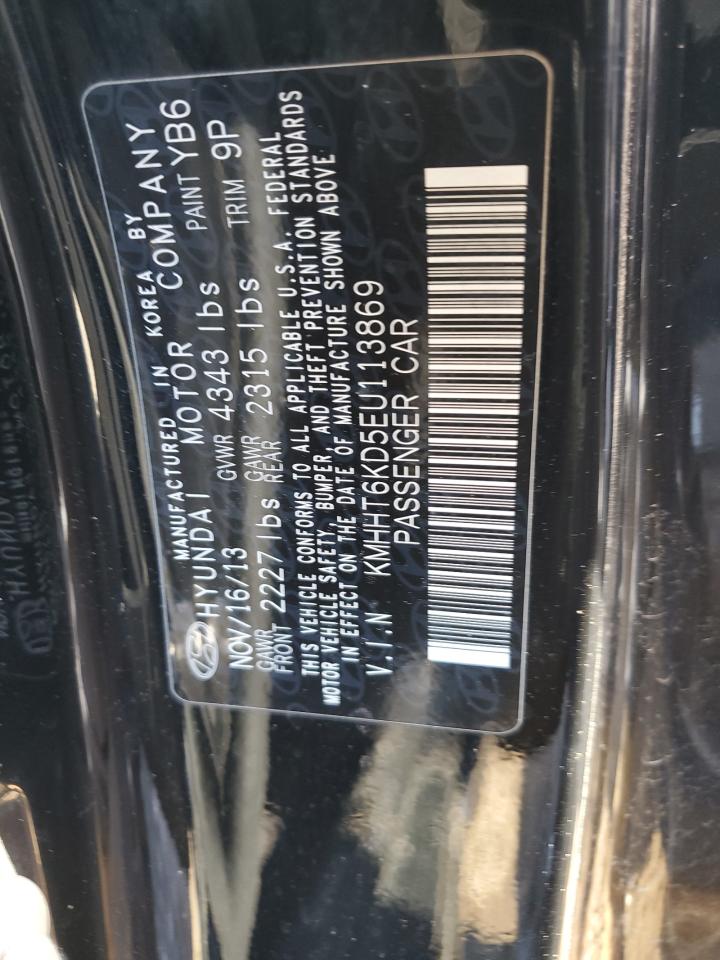 MANUFACTURED IN KOREA BY
HYUNDAI MOTOR COMPANY
NOV/16/13 GVWR 4343 lbs PAINT YB6
GAWR FRONT 2227 lbs GAWR REAR 2315 lbs TRIM 9P
THIS VEHICLE CONFORMS TO ALL APPLICABLE U.S.A. FEDERAL
MOTOR VEHICLE SAFETY, BUMPER, AND THEFT PREVENTION STANDARDS
IN EFFECT ON THE DATE OF MANUFACTURE SHOWN ABOVE
V.I.N KMHHT6KD5EU113869
PASSENGER CAR